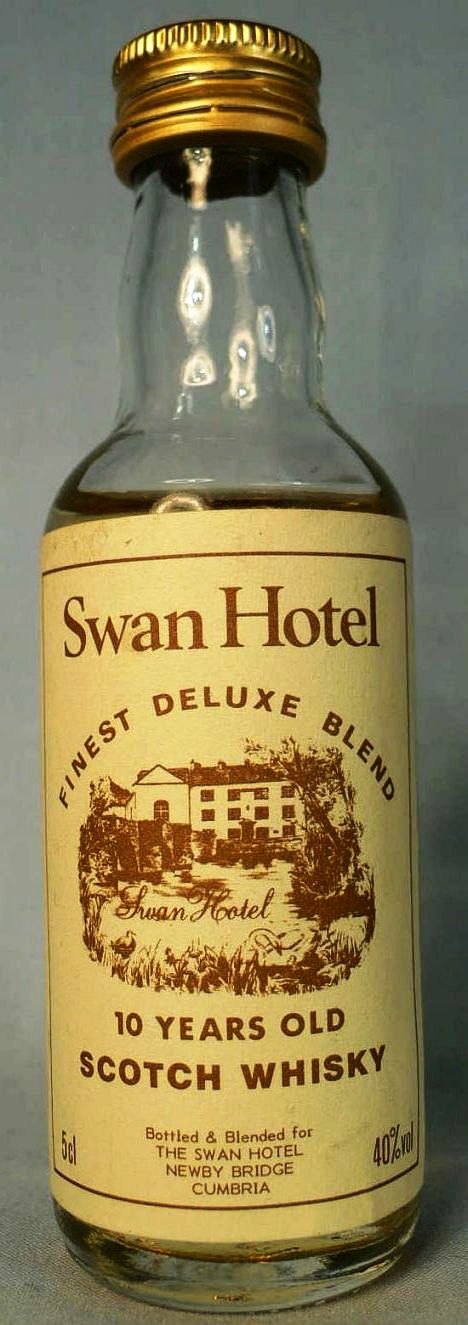 Swan Hotel
FINEST DELUXE BLEND
Swan Hotel
10 YEARS OLD
SCOTCH WHISKY
5cl
Bottled & Blended for
THE SWAN HOTEL
NEWBY BRIDGE
CUMBRIA
40%vol